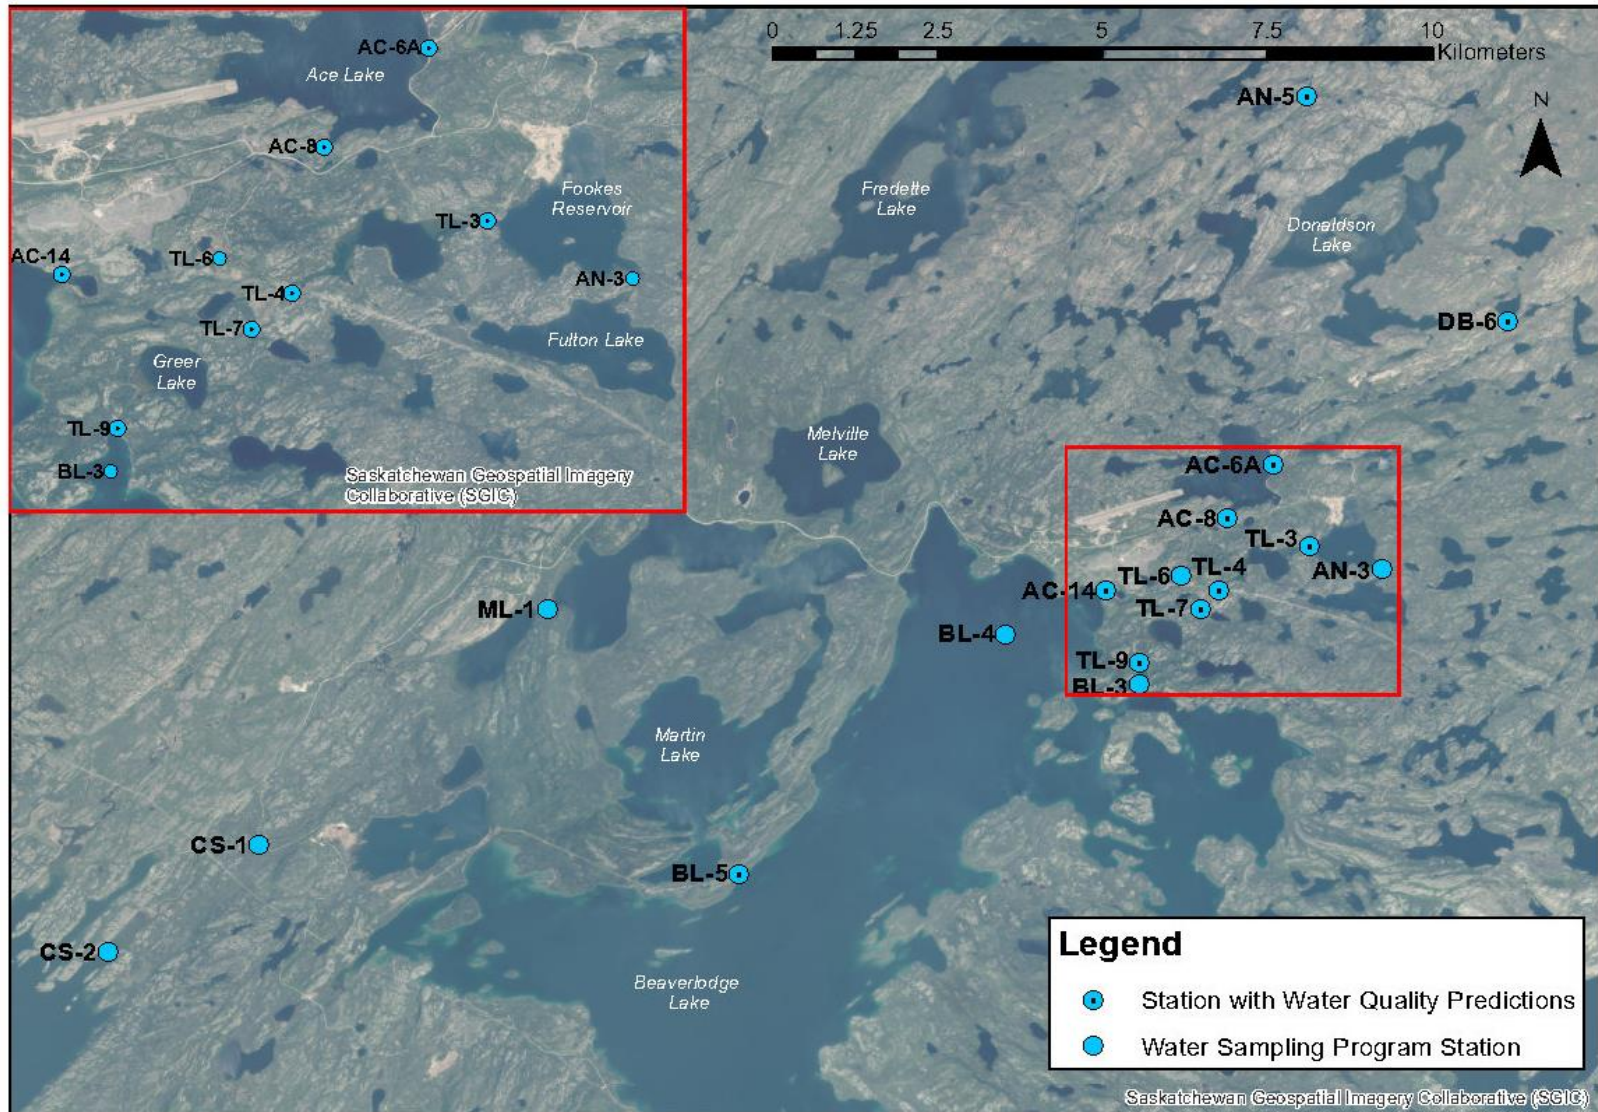 AC-6A
Ace Lake
AC-8
Fookes
Reservoir
TL-3
AC-14
TL-6
AN-3
TL-4
TL-7
Fulton Lake
Greer
Lake
TL-9
BL-3
Saskatchewan Geospatial Imagery
Collaborative (SGIC)
0 1.25 2.5 5 7.5 10
Kilometers
AN-5
N
Fredette
Lake
Donaldson
Lake
DB-6
Melville
Lake
AC-6A
AC-8
TL-3
AN-3
TL-6
TL-4
AC-14
TL-7
ML-1
BL-4
TL-9
BL-3
Martin
Lake
CS-1
BL-5
CS-2
Beaverlodge
Lake
Legend
Station with Water Quality Predictions
Water Sampling Program Station
Saskatchewan Geospatial Imagery Collaborative (SGIC)